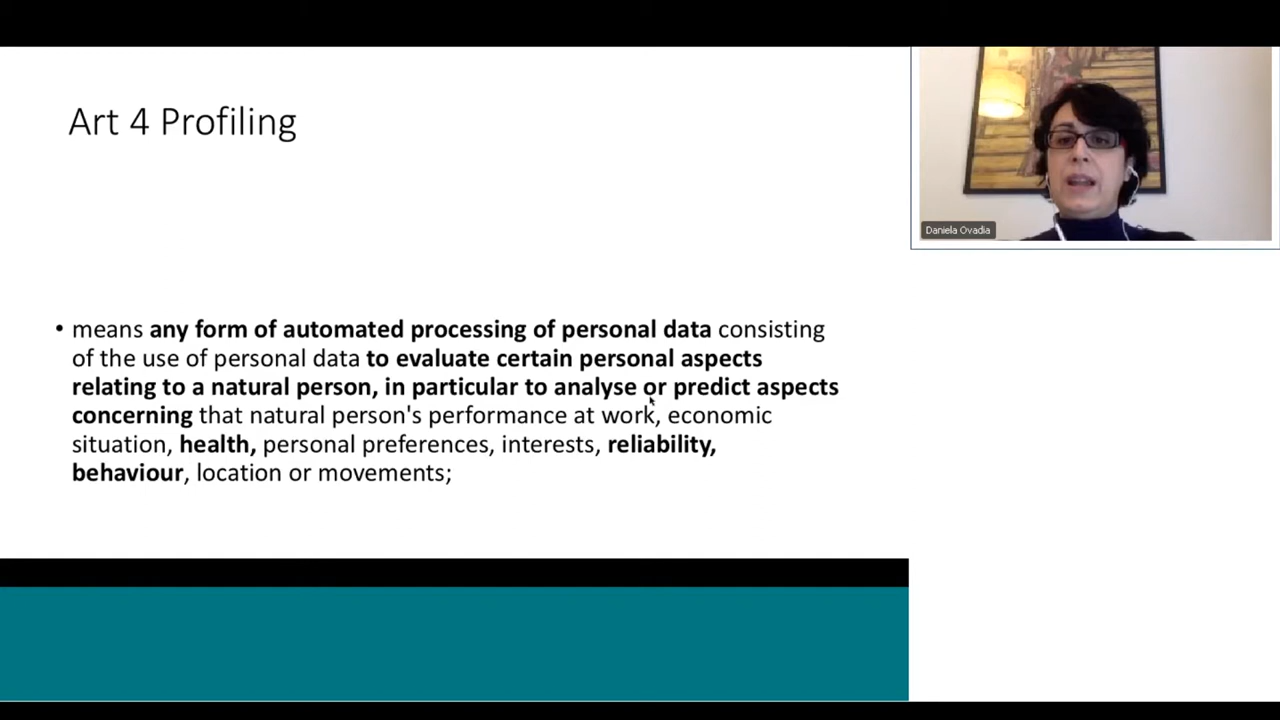 Art 4 Profiling
Daniela Ovadia
• means any form of automated processing of personal data consisting
of the use of personal data to evaluate certain personal aspects
relating to a natural person, in particular to analyse or predict aspects
concerning that natural person's performance at work, economic
situation, health, personal preferences, interests, reliability,
behaviour, location or movements;